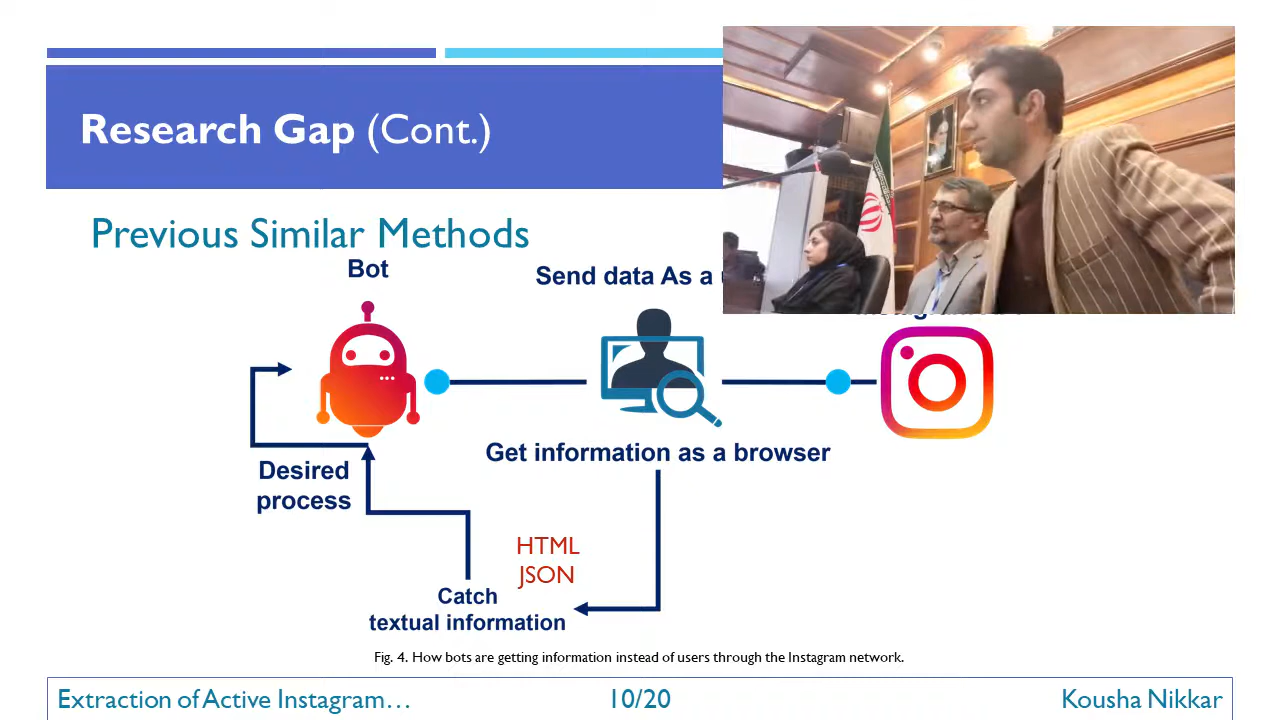 Research Gap (Cont.)
Previous Similar Methods
Bot
Send data As a
Get information as a browser
Desired
process
HTML
JSON
Catch
textual information
Fig. 4. How bots are getting information instead of users through the Instagram network.
Extraction of Active Instagram…
10/20
Kousha Nikkar